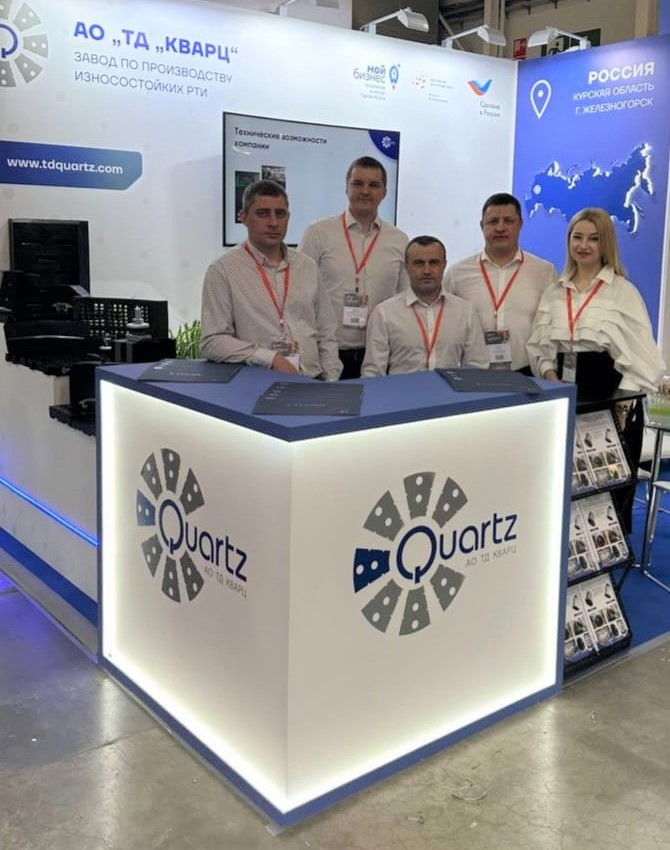 АО „ТД „КВАРЦ“
ЗАВОД ПО ПРОИЗВОДСТВУ
ИЗНОСОСТОЙКИХ РТИ
www.tdquartz.com
мой
бизнес
Сделано
в России
РОССИЯ
КУРСКАЯ ОБЛАСТЬ
Г. ЖЕЛЕЗНОГОРСК
Технические возможности
компании
Quartz
АО ТД КВАРЦ
Quartz
АО ТД КВАРЦ